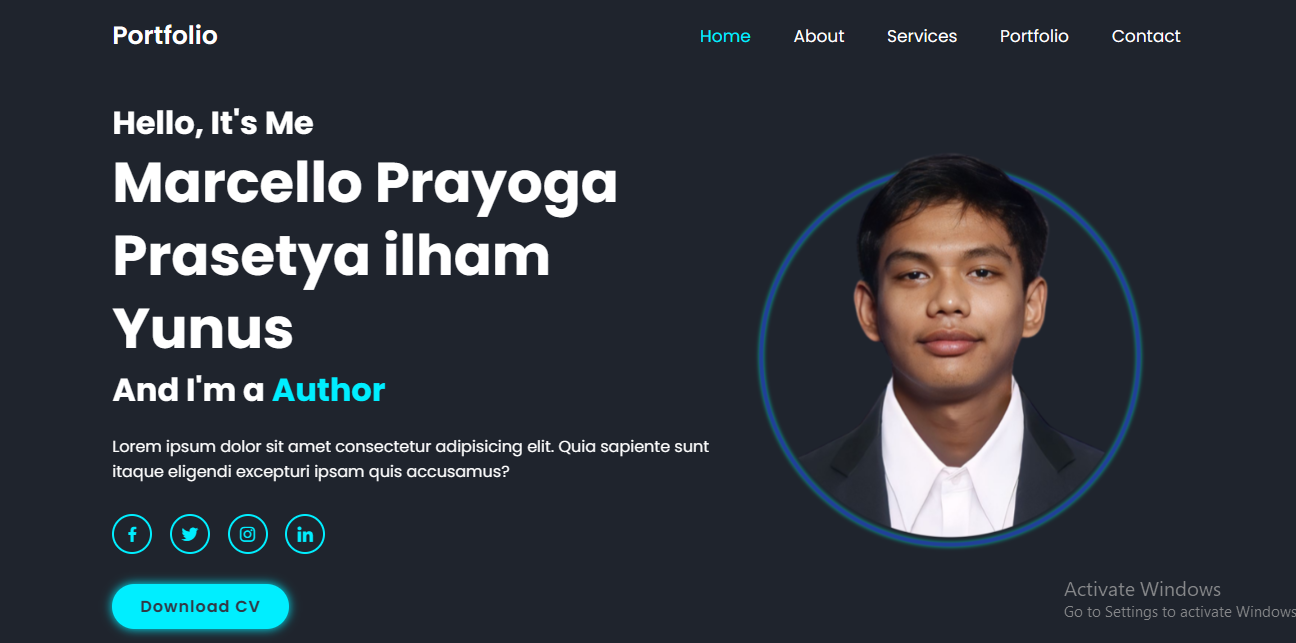 Portfolio
Home About Services Portfolio Contact
Hello, It's Me
Marcello Prayoga
Prasetya ilham
Yunus
And I'm a Author
Lorem ipsum dolor sit amet consectetur adipisicing elit. Quia sapiente sunt
itaque eligendi excepturi ipsam quis accusamus?
Download CV
Activate Windows
Go to Settings to activate Windows